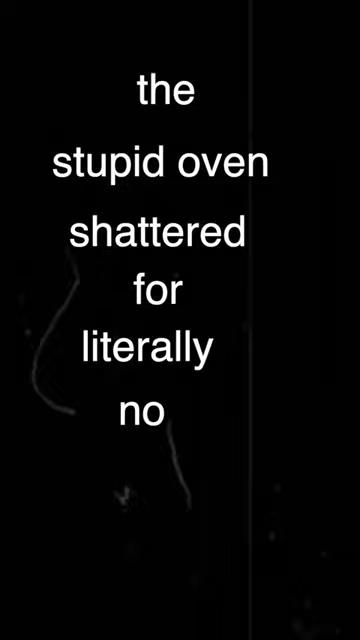 the
stupid oven
shattered
for
literally
no